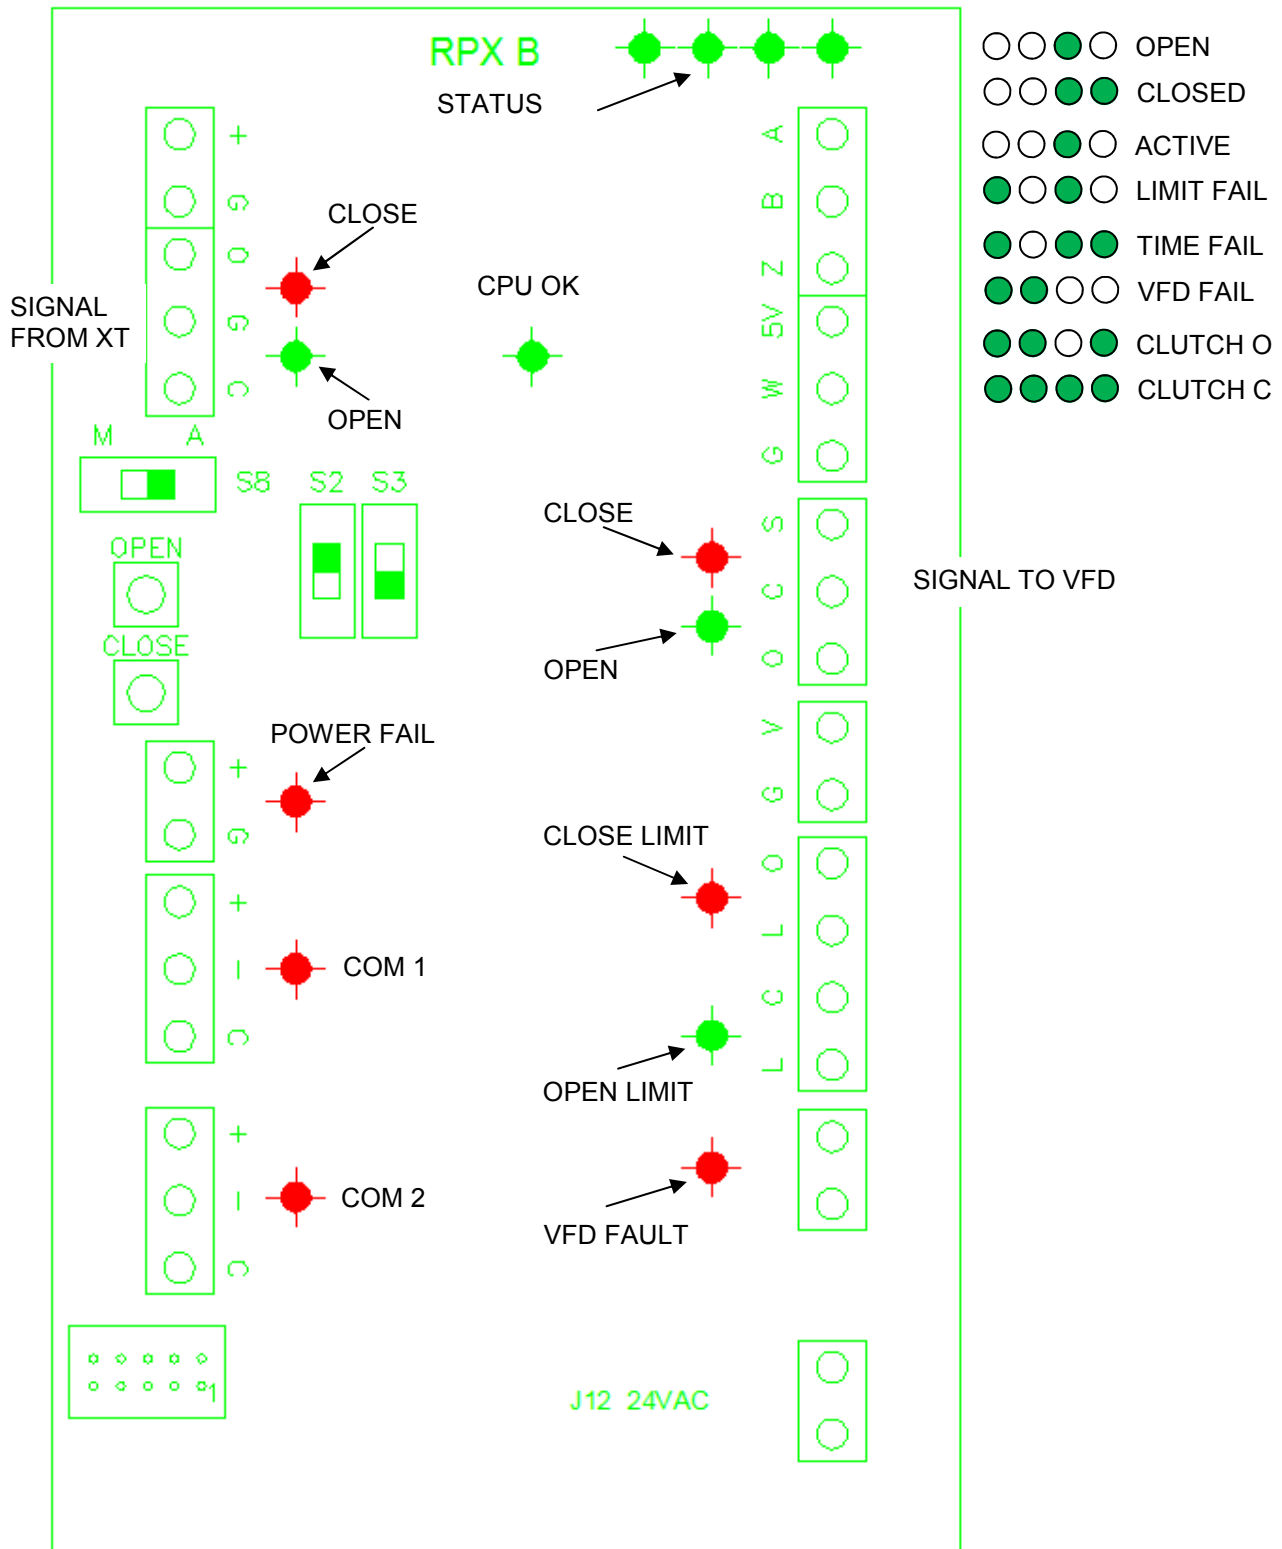 RPX B
STATUS
OPEN
CLOSED
ACTIVE
LIMIT FAIL
TIME FAIL
VFD FAIL
CLUTCH O
CLUTCH C
+
G
O
G
C
SIGNAL
FROM XT
CLOSE
OPEN
CPU OK
A
B
Z
5V
W
G
M A
S8
S2 S3
OPEN
CLOSE
CLOSE
OPEN
S
C
O
SIGNAL TO VFD
V
G
POWER FAIL
+
G
CLOSE LIMIT
O
L
C
L
+
–
C
COM 1
OPEN LIMIT
+
–
C
COM 2
VFD FAULT
1
J12 24VAC